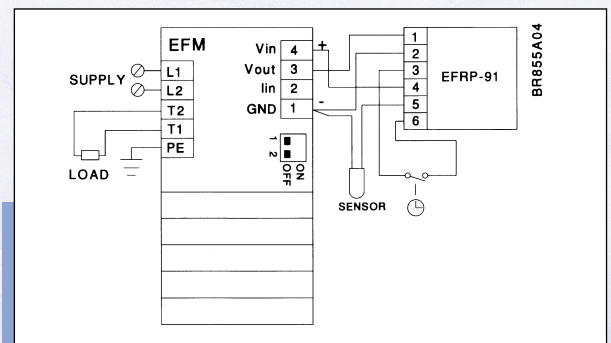 EFM
SUPPLY
L1
L2
T2
T1
PE
LOAD
Vin 4 +
Vout 3
Iin 2
GND 1 -
1 2
ON
OFF
SENSOR
1
2
3
4
5
6
EFRP-91
BR855A04